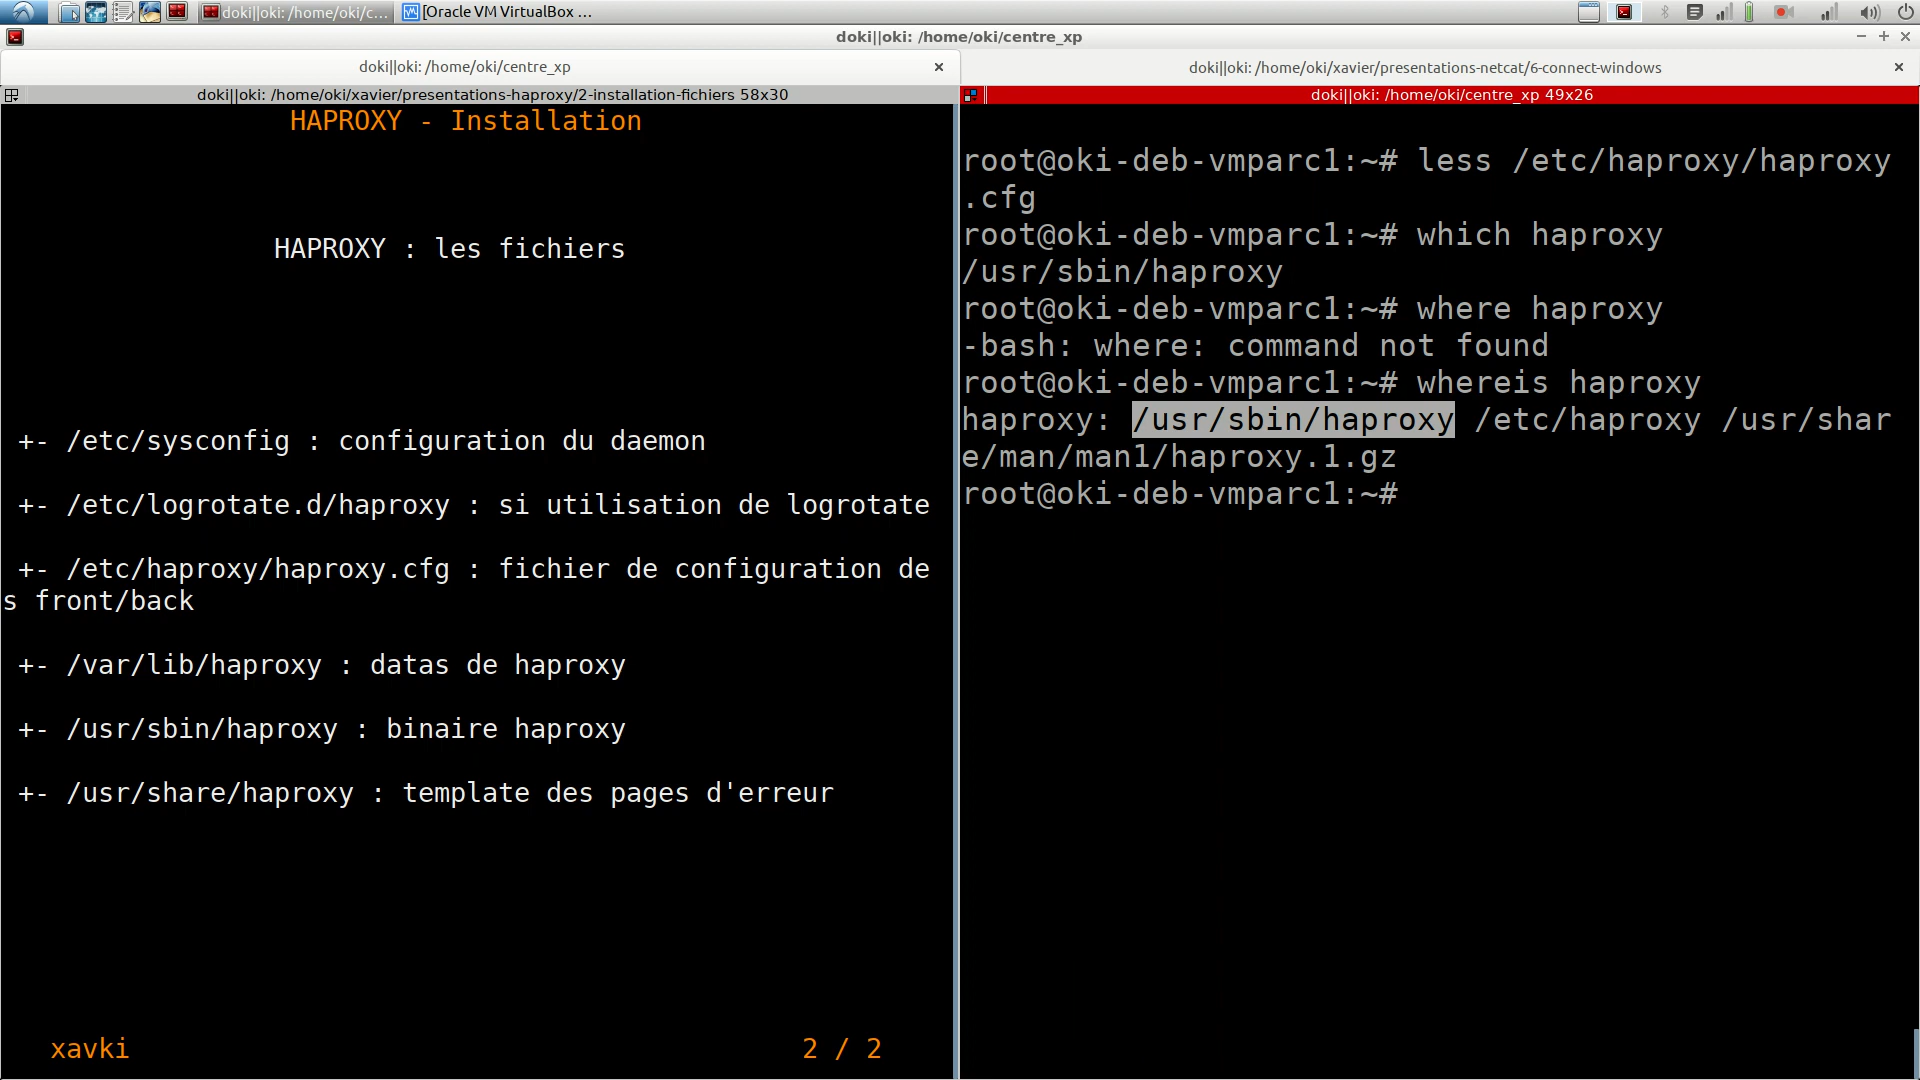 doki||oki: /home/oki/c...
[Oracle VM VirtualBox ...
doki||oki: /home/oki/centre_xp
doki||oki: /home/oki/centre_xp
doki||oki: /home/oki/xavier/presentations-netcat/6-connect-windows
doki||oki: /home/oki/xavier/presentations-haproxy/2-installation-fichiers 58x30
HAPROXY - Installation
HAPROXY : les fichiers
+- /etc/sysconfig : configuration du daemon
+- /etc/logrotate.d/haproxy : si utilisation de logrotate
+- /etc/haproxy/haproxy.cfg : fichier de configuration de
s front/back
+- /var/lib/haproxy : datas de haproxy
+- /usr/sbin/haproxy : binaire haproxy
+- /usr/share/haproxy : template des pages d'erreur
xavki
2 / 2
doki||oki: /home/oki/centre_xp 49x26
root@oki-deb-vmparc1:~# less /etc/haproxy/haproxy
.cfg
root@oki-deb-vmparc1:~# which haproxy
/usr/sbin/haproxy
root@oki-deb-vmparc1:~# where haproxy
-bash: where: command not found
root@oki-deb-vmparc1:~# whereis haproxy
haproxy: /usr/sbin/haproxy /etc/haproxy /usr/shar
e/man/man1/haproxy.1.gz
root@oki-deb-vmparc1:~#